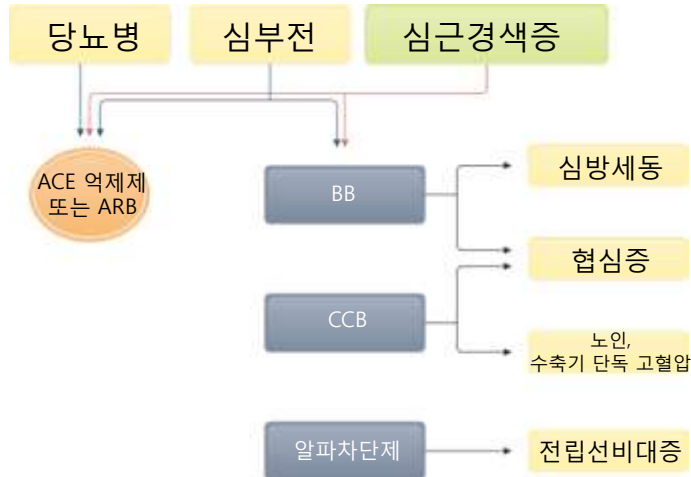 당뇨병
심부전
심근경색증
ACE 억제제
또는 ARB
BB
심방세동
협심증
CCB
노인,
수축기 단독 고혈압
알파차단제
전립선비대증